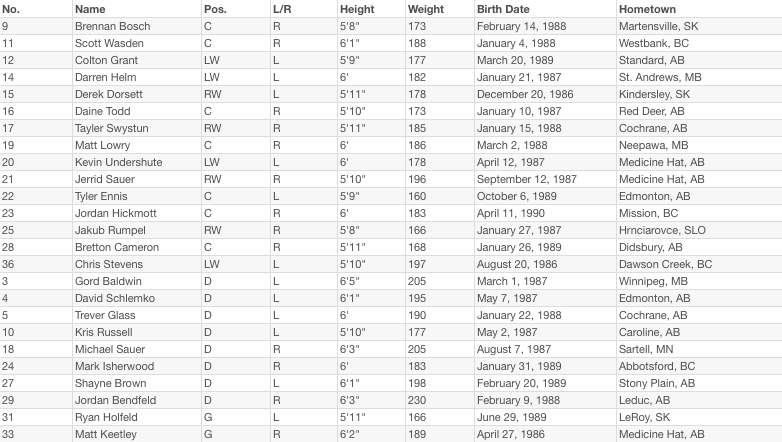 No. Name Pos. L/R Height Weight Birth Date Hometown
9 Brennan Bosch C R 5'8" 173 February 14, 1988 Martensville, SK
11 Scott Wasden C R 6'1" 188 January 4, 1988 Westbank, BC
12 Colton Grant LW L 5'9" 177 March 20, 1989 Standard, AB
14 Darren Helm LW L 6' 182 January 21, 1987 St. Andrews, MB
15 Derek Dorsett RW L 5'11" 178 December 20, 1986 Kindersley, SK
16 Daine Todd C R 5'10" 173 January 10, 1987 Red Deer, AB
17 Tayler Swystun RW R 5'11" 185 January 15, 1988 Cochrane, AB
19 Matt Lowry C R 6' 186 March 2, 1988 Neepawa, MB
20 Kevin Undershute LW L 6' 178 April 12, 1987 Medicine Hat, AB
21 Jerrid Sauer RW R 5'10" 196 September 12, 1987 Medicine Hat, AB
22 Tyler Ennis C L 5'9" 160 October 6, 1989 Edmonton, AB
23 Jordan Hickmott C R 6' 183 April 11, 1990 Mission, BC
25 Jakub Rumpel RW R 5'8" 166 January 27, 1987 Hrnciarovce, SLO
28 Bretton Cameron C R 5'11" 168 January 26, 1989 Didsbury, AB
36 Chris Stevens LW L 5'10" 197 August 20, 1986 Dawson Creek, BC
3 Gord Baldwin D L 6'5" 205 March 1, 1987 Winnipeg, MB
4 David Schlemko D L 6'1" 195 May 7, 1987 Edmonton, AB
5 Trever Glass D L 6' 190 January 22, 1988 Cochrane, AB
10 Kris Russell D L 5'10" 177 May 2, 1987 Caroline, AB
18 Michael Sauer D R 6'3" 205 August 7, 1987 Sartell, MN
24 Mark Isherwood D R 6' 183 January 31, 1989 Abbotsford, BC
27 Shayne Brown D L 6'1" 198 February 20, 1989 Stony Plain, AB
29 Jordan Bendfeld D R 6'3" 230 February 9, 1988 Leduc, AB
31 Ryan Holfeld G L 5'11" 166 June 29, 1989 LeRoy, SK
33 Matt Keetley G R 6'2" 189 April 27, 1986 Medicine Hat, AB